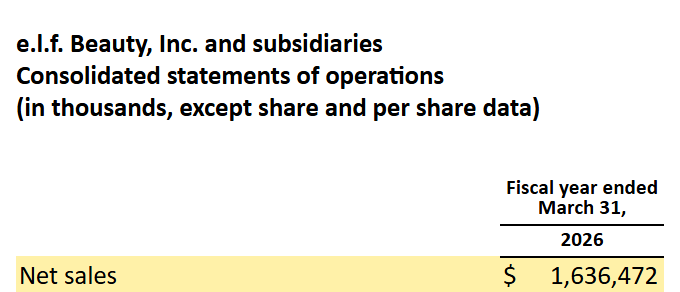 e.l.f. Beauty, Inc. and subsidiaries
Consolidated statements of operations
(in thousands, except share and per share data)
Fiscal year ended
March 31,
2026
Net sales $ 1,636,472